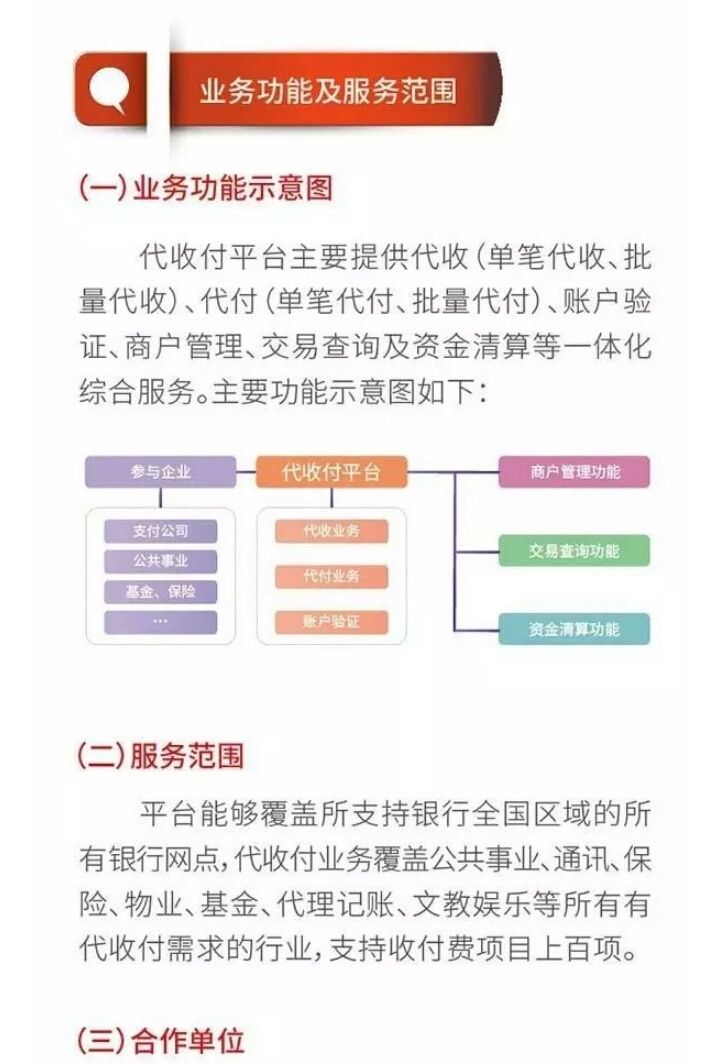 业务功能及服务范围
（一）业务功能示意图
代收付平台主要提供代收（单笔代收、批
量代收）、代付（单笔代付、批量代付）、账户验
证、商户管理、交易查询及资金清算等一体化
综合服务。主要功能示意图如下：
参与企业
代收付平台
商户管理功能
支付公司
公共事业
基金、保险
...
代收业务
代付业务
账户验证
交易查询功能
资金清算功能
（二）服务范围
平台能够覆盖所支持银行全国区域的所
有银行网点，代收付业务覆盖公共事业、通讯、保
险、物业、基金、代理记账、文教娱乐等所有有
代收付需求的行业，支持收付费项目上百项。
（三）合作单位